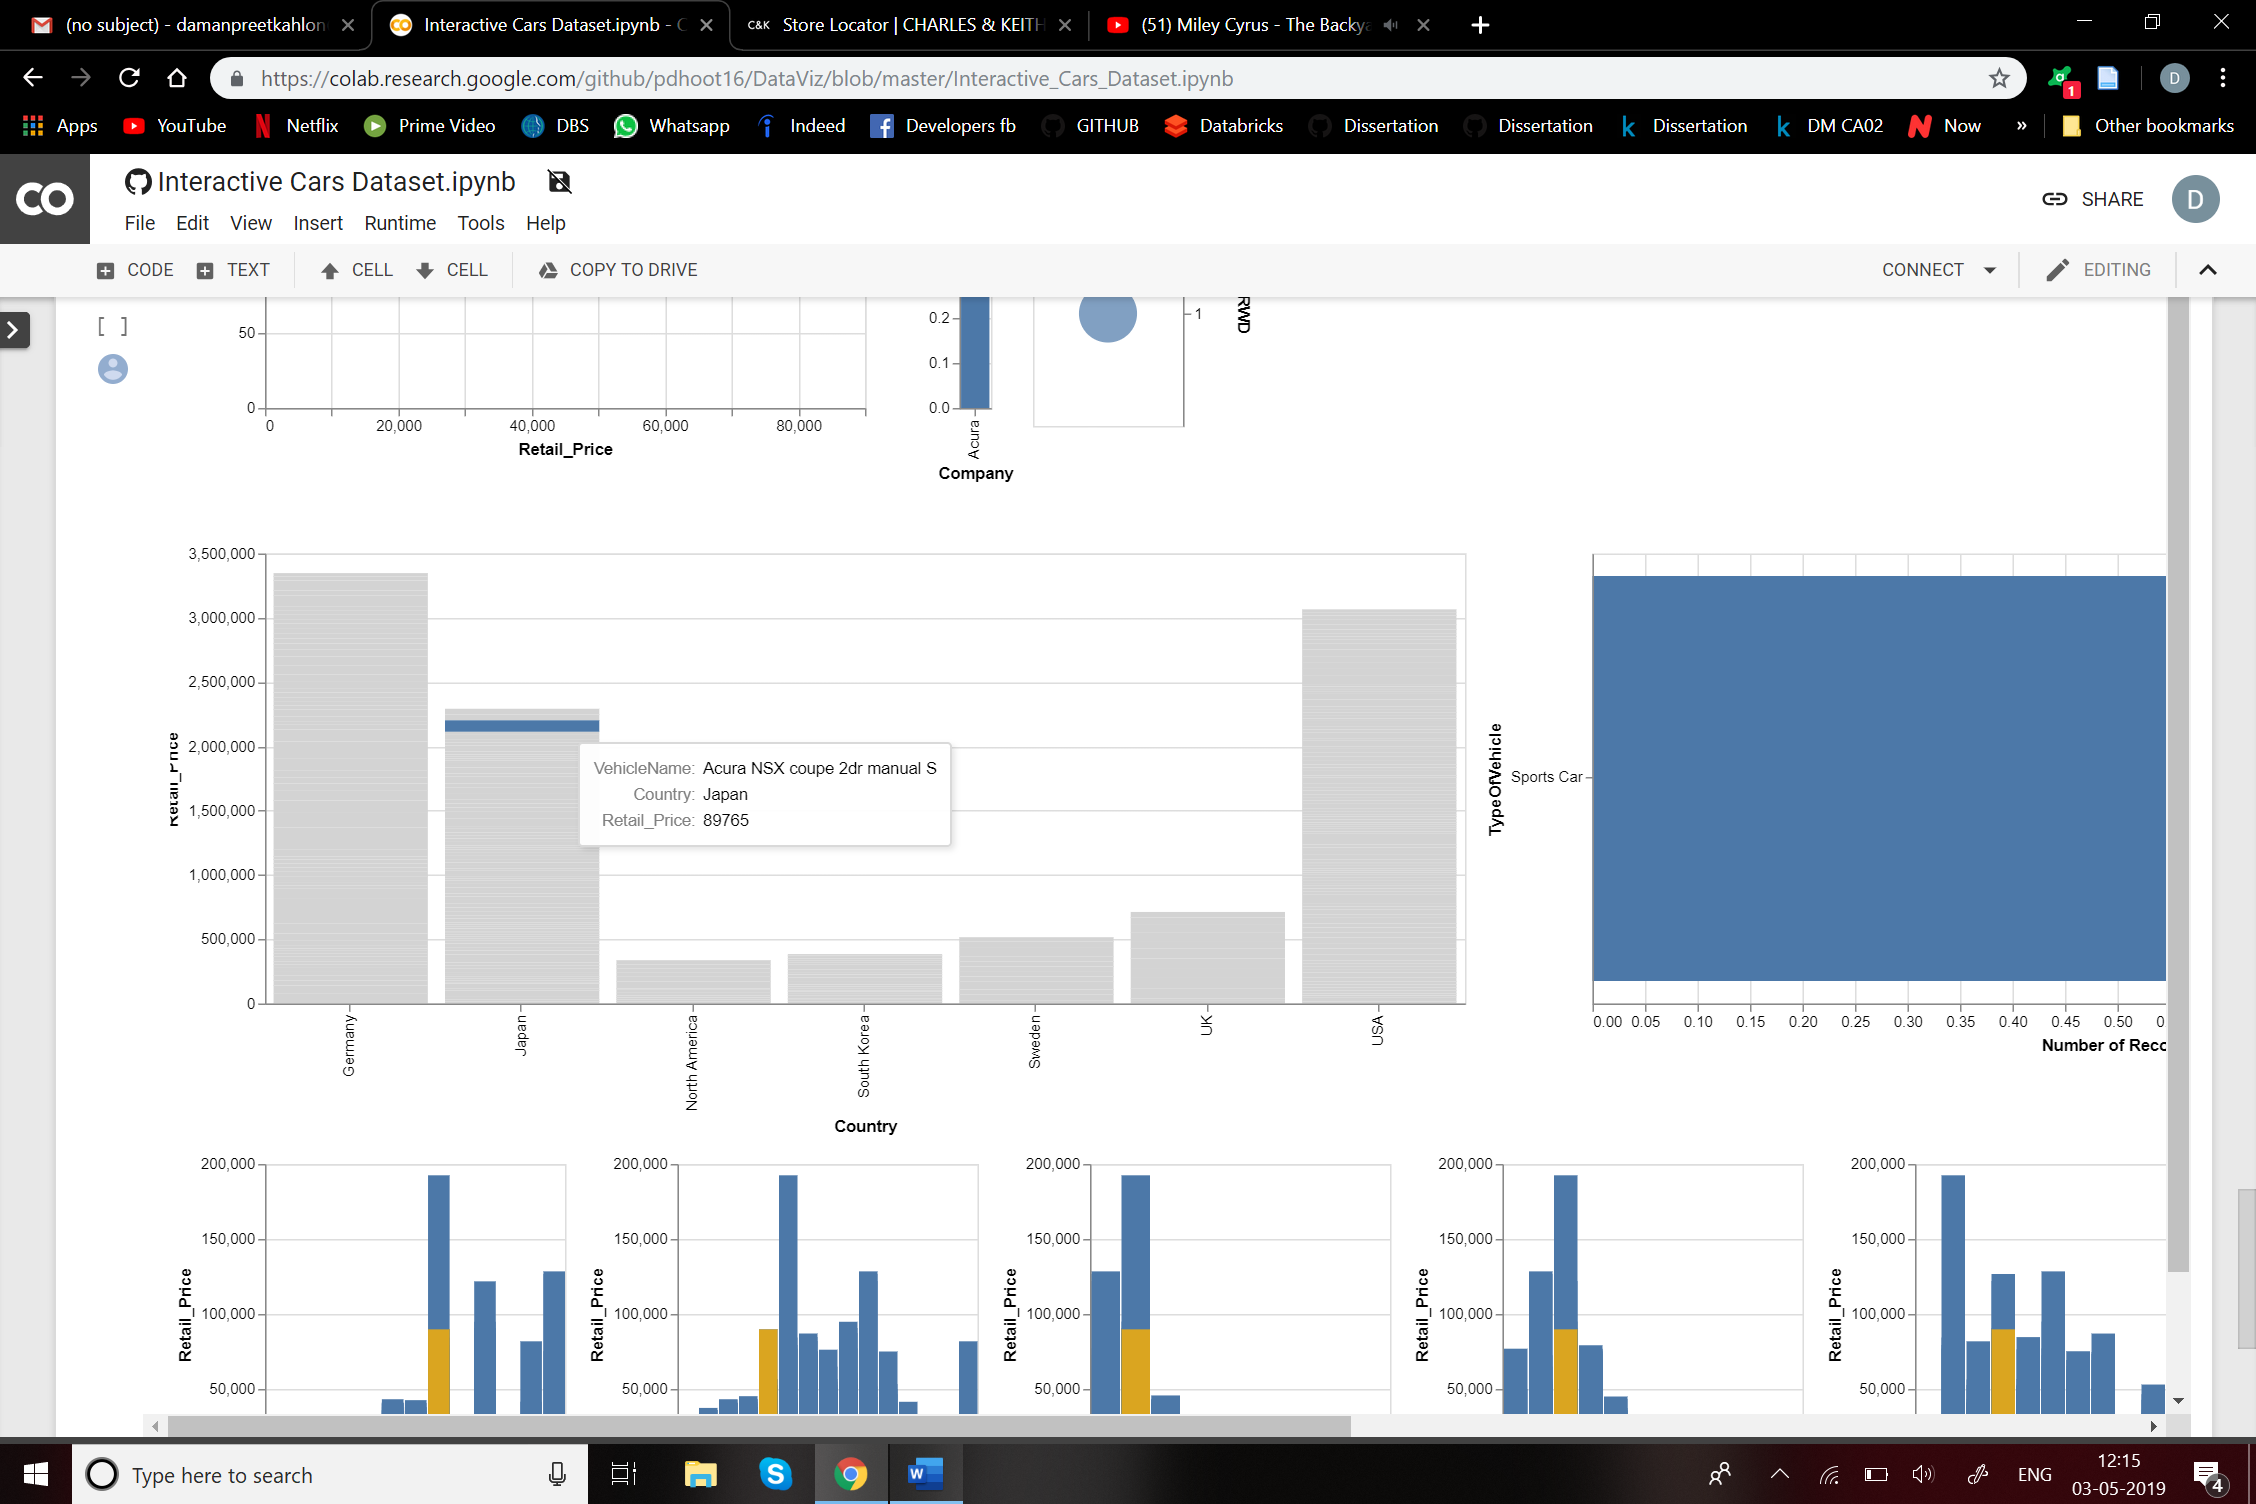 (no subject) - damanpreetkahlon
Interactive Cars Dataset.ipynb - C
C&K Store Locator | CHARLES & KEITH
(51) Miley Cyrus - The Backya
https://colab.research.google.com/github/pdhoot16/DataViz/blob/master/Interactive_Cars_Dataset.ipynb
1
D
Apps YouTube Netflix Prime Video DBS Whatsapp Indeed Developers fb GITHUB Databricks Dissertation Dissertation Dissertation DM CA02 Now » Other bookmarks
CO
Interactive Cars Dataset.ipynb
File Edit View Insert Runtime Tools Help
SHARE
D
CODE TEXT CELL CELL COPY TO DRIVE
CONNECT EDITING
[ ]
50
0
0 20,000 40,000 60,000 80,000
Retail_Price
0.2
0.1
0.0
Acura
Company
1
RWD
3,500,000
3,000,000
2,500,000
2,000,000
1,500,000
1,000,000
500,000
0
Retail_Price
VehicleName: Acura NSX coupe 2dr manual S
Country: Japan
Retail_Price: 89765
Germany
Japan
North America
South Korea
Sweden
UK
USA
Country
TypeOfVehicle
Sports Car
0.00 0.05 0.10 0.15 0.20 0.25 0.30 0.35 0.40 0.45 0.50 0.
Number of Reco
200,000
150,000
100,000
50,000
Retail_Price
200,000
150,000
100,000
50,000
Retail_Price
200,000
150,000
100,000
50,000
Retail_Price
200,000
150,000
100,000
50,000
Retail_Price
200,000
150,000
100,000
50,000
Retail_Price
Type here to search
ENG
12:15
03-05-2019
4